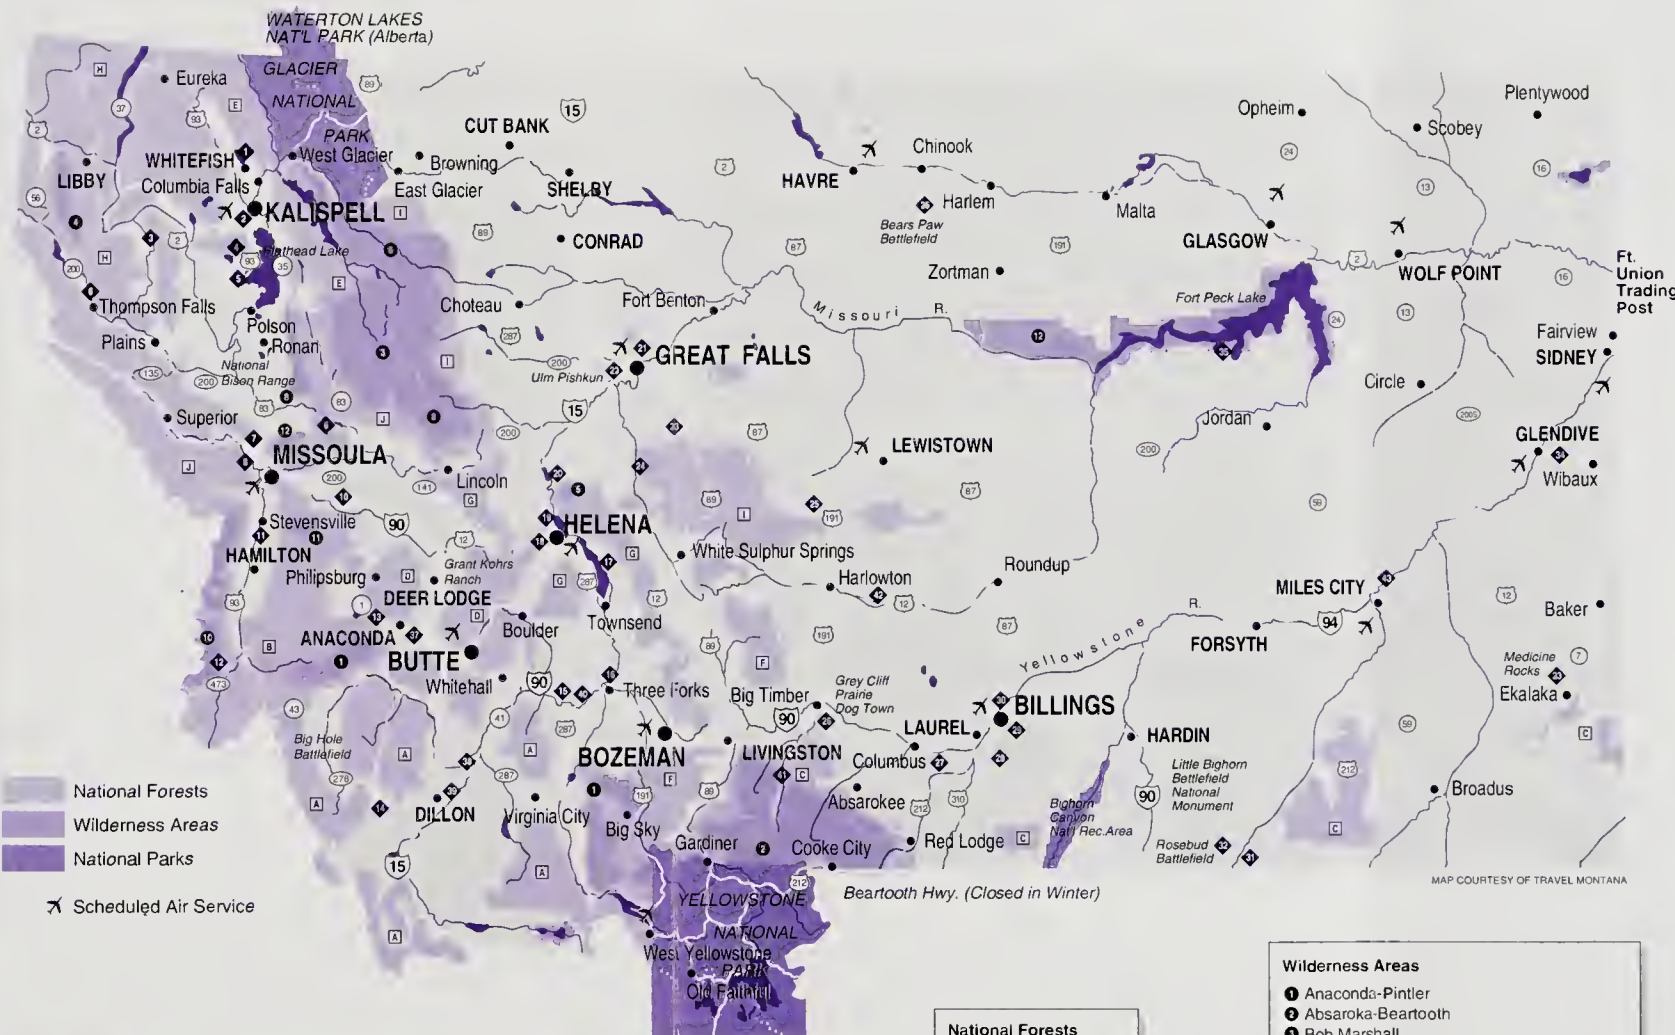 WATERTON LAKES
NAT'L PARK (Alberta)
GLACIER
NATIONAL
PARK
Eureka
CUT BANK
WHITEFISH
West Glacier
Browning
LIBBY
Columbia Falls
East Glacier
SHELBY
KALISPELL
Flathead Lake
CONRAD
HAVRE
Chinook
Harlem
Bears Paw
Bettlefield
Malta
Zortman
Opheim
Scobey
Plentywood
GLASGOW
WOLF POINT
Ft.
Union
Trading
Post
Fort Peck Lake
Fairview
SIDNEY
Circle
Jordan
GLENDIVE
Wibaux
Thompson Falls
Plains
Polson
Ronan
National
Bison Range
Choteau
Fort Benton
Missouri R.
Ulm Pishkun
GREAT FALLS
Superior
MISSOULA
Lincoln
LEWISTOWN
Stevensville
HAMILTON
HELENA
White Sulphur Springs
Philipsburg
Grant Kohrs
Ranch
DEER LODGE
Harlowton
Roundup
Townsend
ANACONDA
Boulder
BUTTE
Whitehall
Three Forks
Big Timber
Grey Cliff
Prairie
Dog Town
Yellowstone R.
FORSYTH
MILES CITY
Baker
Medicine
Rocks
Ekalaka
BILLINGS
LAUREL
HARDIN
BOZEMAN
LIVINGSTON
Columbus
Absarokee
Big Hole
Battlefield
DILLON
Virginia City
Big Sky
Gardiner
Cooke City
Red Lodge
Bighorn
Canyon
Nat'l Rec. Area
Little Bighorn
Bettlefield
National
Monument
Rosebud
Battlefield
Broadus
Beartooth Hwy. (Closed in Winter)
MAP COURTESY OF TRAVEL MONTANA
YELLOWSTONE
NATIONAL
PARK
West Yellowstone
Old Faithful
National Forests
Wilderness Areas
National Parks
Scheduled Air Service
National Forests
Wilderness Areas
1 Anaconda-Pintler
2 Absaroka-Beartooth
3 Bob Marshall